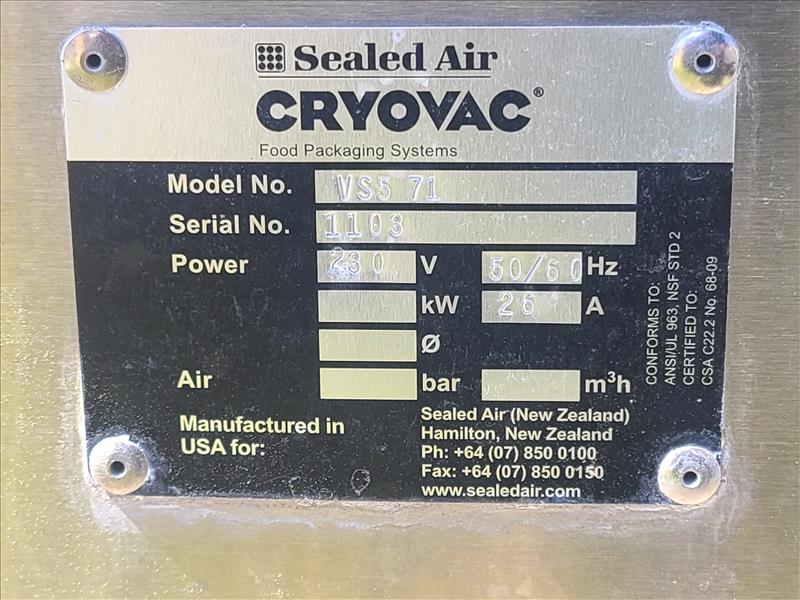 Sealed Air
CRYOVAC®
Food Packaging Systems
Model No. VS5 71
Serial No. 1103
Power 230 V 50/60 Hz
kW 26 A
Ø
Air bar m³h
Manufactured in
USA for:
Sealed Air (New Zealand)
Hamilton, New Zealand
Ph: +64 (07) 850 0100
Fax: +64 (07) 850 0150
www.sealedair.com
CONFORMS TO:
ANSI/UL 963, NSF STD 2
CERTIFIED TO:
CSA C22.2 No. 68-09